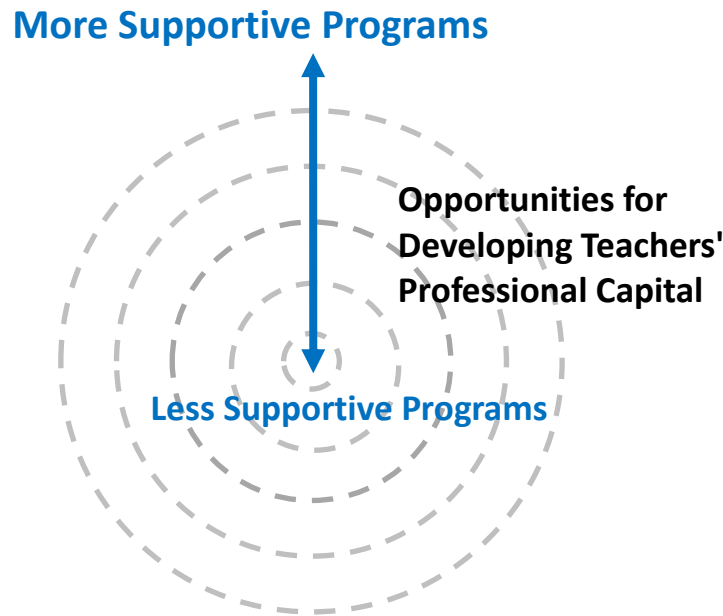 More Supportive Programs
Opportunities for
Developing Teachers'
Professional Capital
Less Supportive Programs